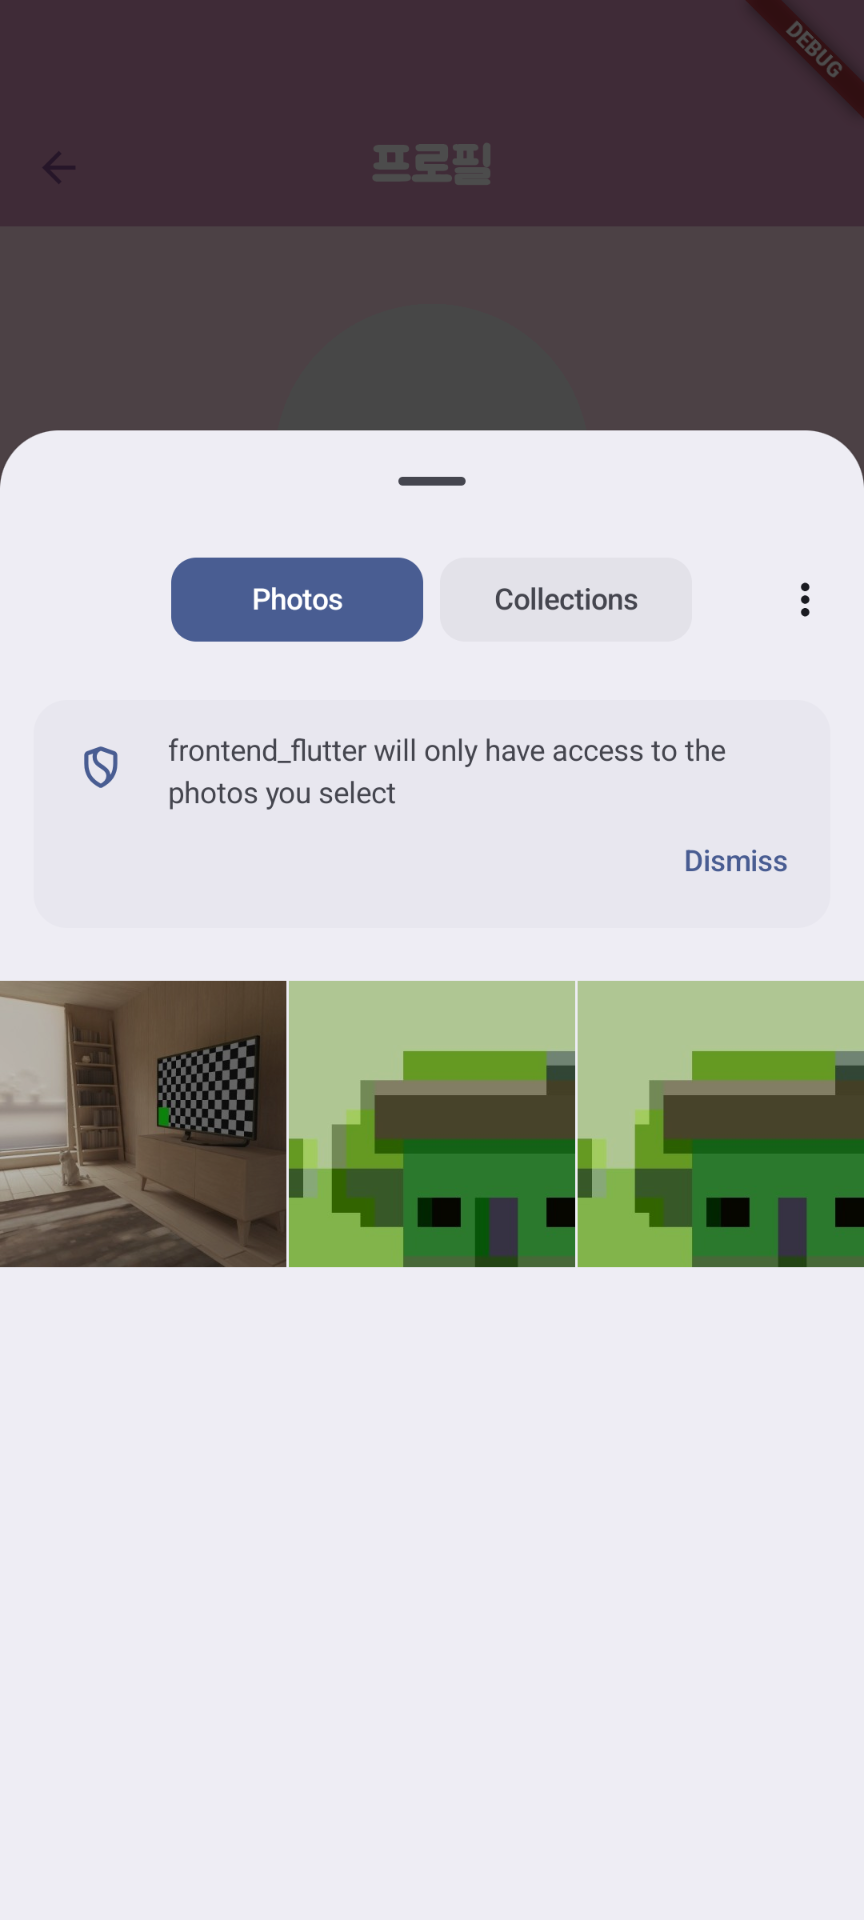 DEBUG
프로필
Photos
Collections
frontend_flutter will only have access to the
photos you select
Dismiss